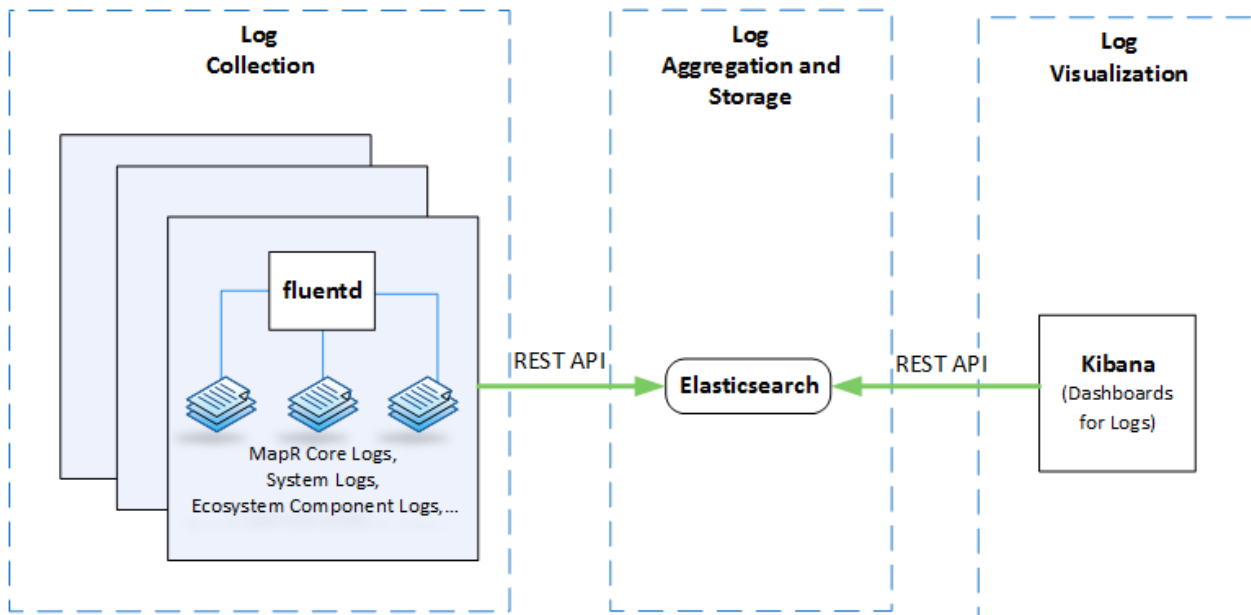 Log
Collection
Log
Aggregation and
Storage
Log
Visualization
fluentd
MapR Core Logs,
System Logs,
Ecosystem Component Logs,...
REST API
Elasticsearch
REST API
Kibana
(Dashboards
for Logs)